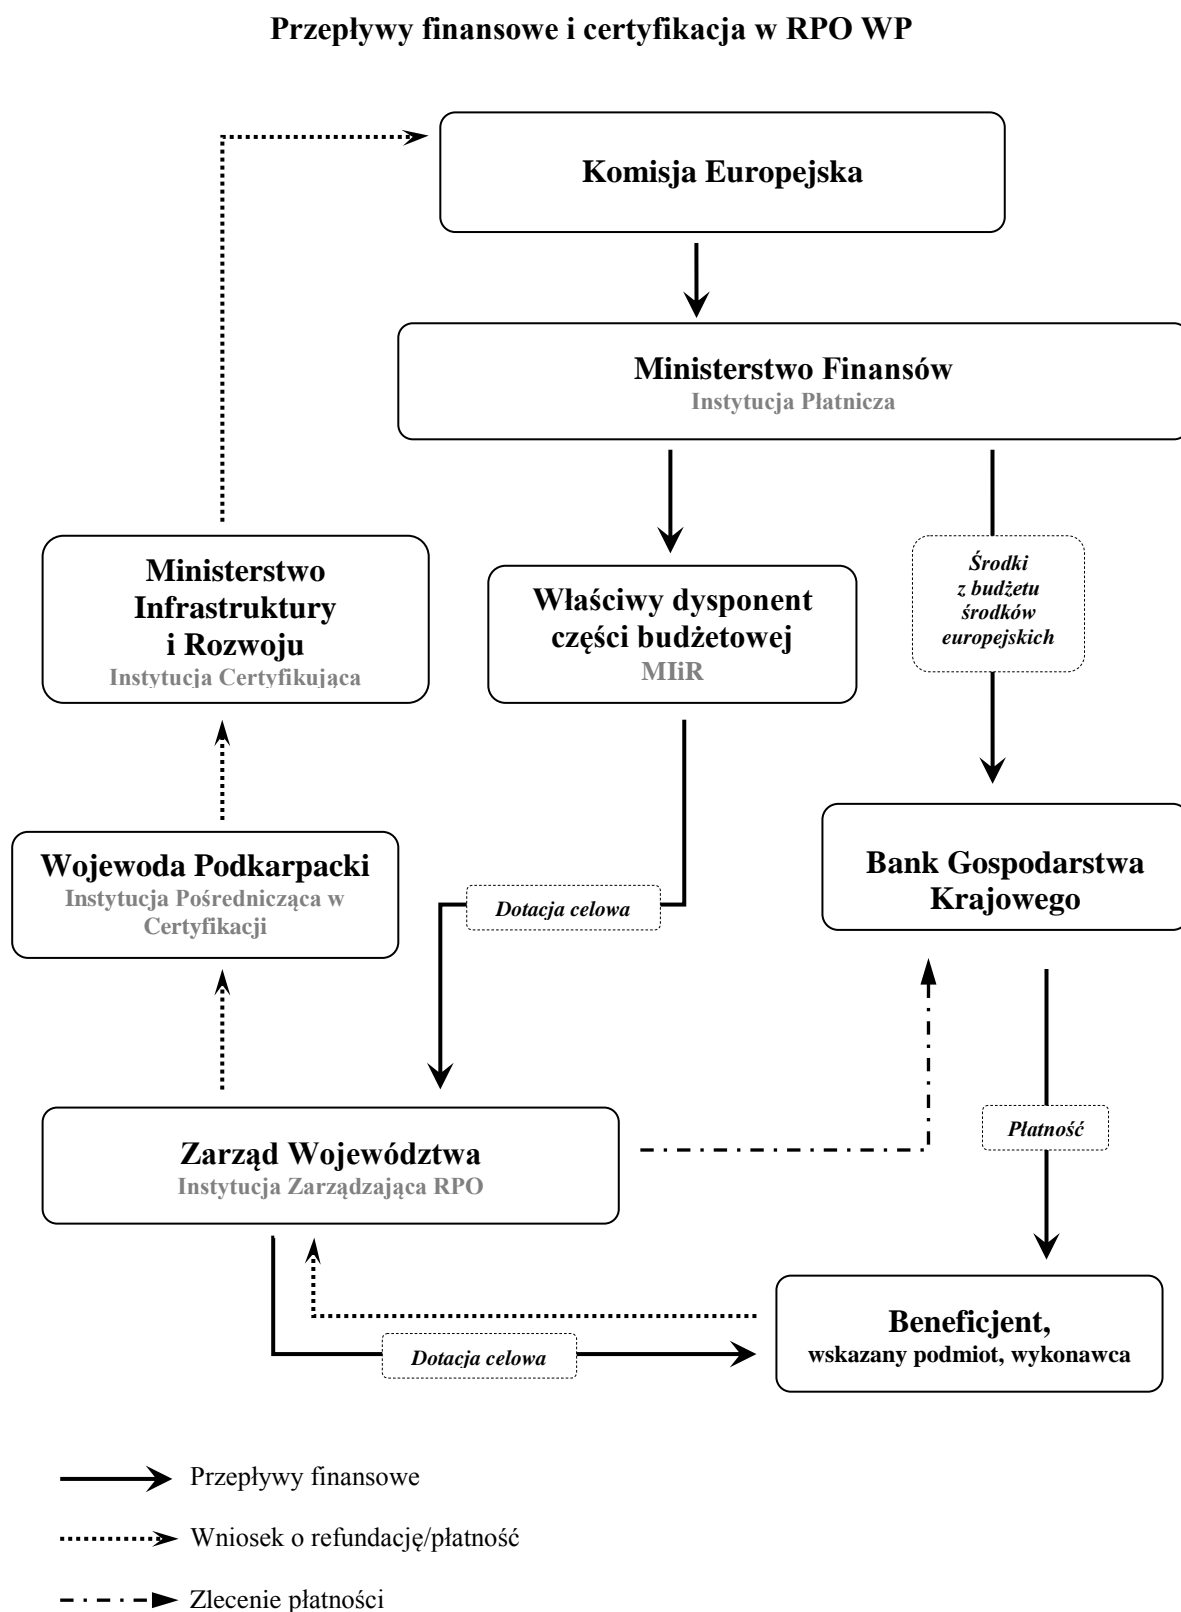 Przepływy finansowe i certyfikacja w RPO WP
Komisja Europejska
Ministerstwo Finansów
Instytucja Płatnicza
Ministerstwo
Infrastruktury
i Rozwoju
Instytucja Certyfikująca
Właściwy dysponent
części budżetowej
MIiR
Środki
z budżetu
środków
europejskich
Wojewoda Podkarpacki
Instytucja Pośrednicząca w
Certyfikacji
Dotacja celowa
Bank Gospodarstwa
Krajowego
Zarząd Województwa
Instytucja Zarządzająca RPO
Płatność
Beneficjent,
wskazany podmiot, wykonawca
Dotacja celowa
Przepływy finansowe
Wniosek o refundację/płatność
Zlecenie płatności